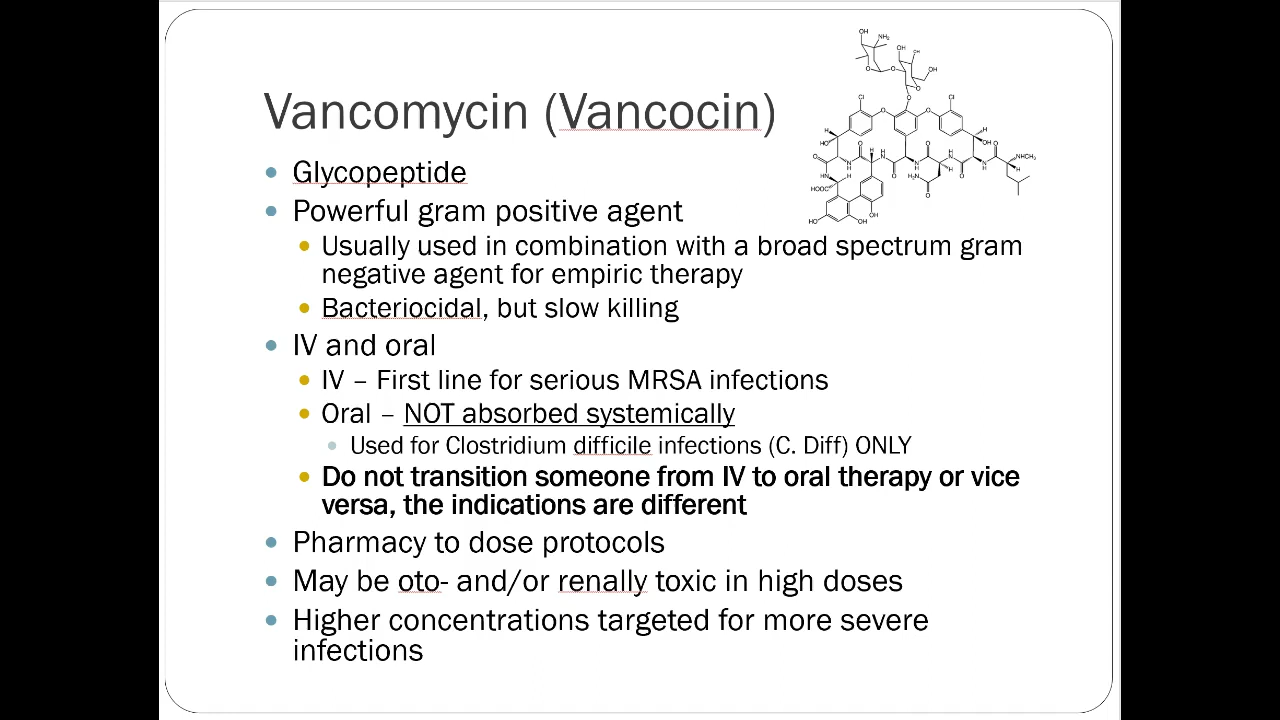 Vancomycin (Vancocin)
Glycopeptide
Powerful gram positive agent
Usually used in combination with a broad spectrum gram
negative agent for empiric therapy
Bacteriocidal, but slow killing
IV and oral
IV – First line for serious MRSA infections
Oral – NOT absorbed systemically
Used for Clostridium difficile infections (C. Diff) ONLY
Do not transition someone from IV to oral therapy or vice
versa, the indications are different
Pharmacy to dose protocols
May be oto- and/or renally toxic in high doses
Higher concentrations targeted for more severe
infections